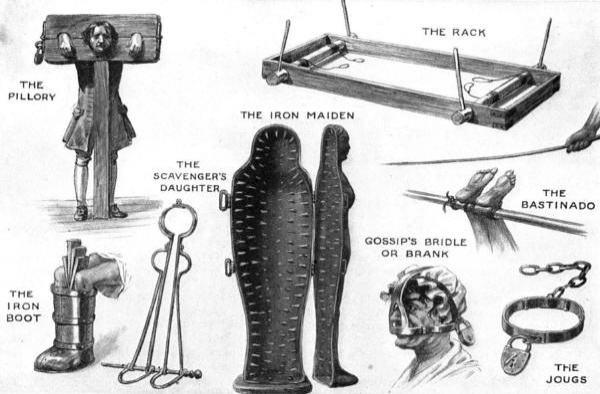 THE
PILLORY
THE RACK
THE IRON MAIDEN
THE
SCAVENGER'S
DAUGHTER
THE
BASTINADO
GOSSIP'S BRIDLE
OR BRANK
THE
IRON
BOOT
THE
JOUGS